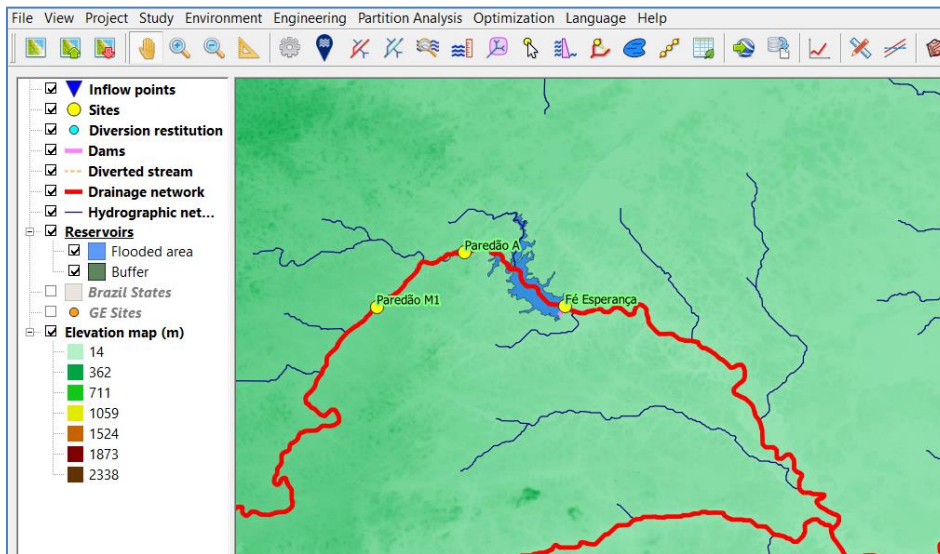 File View Project Study Environment Engineering Partition Analysis Optimization Language Help
Inflow points
Sites
Diversion restitution
Dams
Diverted stream
Drainage network
Hydrographic net...
Reservoirs
Flooded area
Buffer
Brazil States
GE Sites
Elevation map (m)
14
362
711
1059
1524
1873
2338
Paredão A
Paredão M1
Fé Esperança